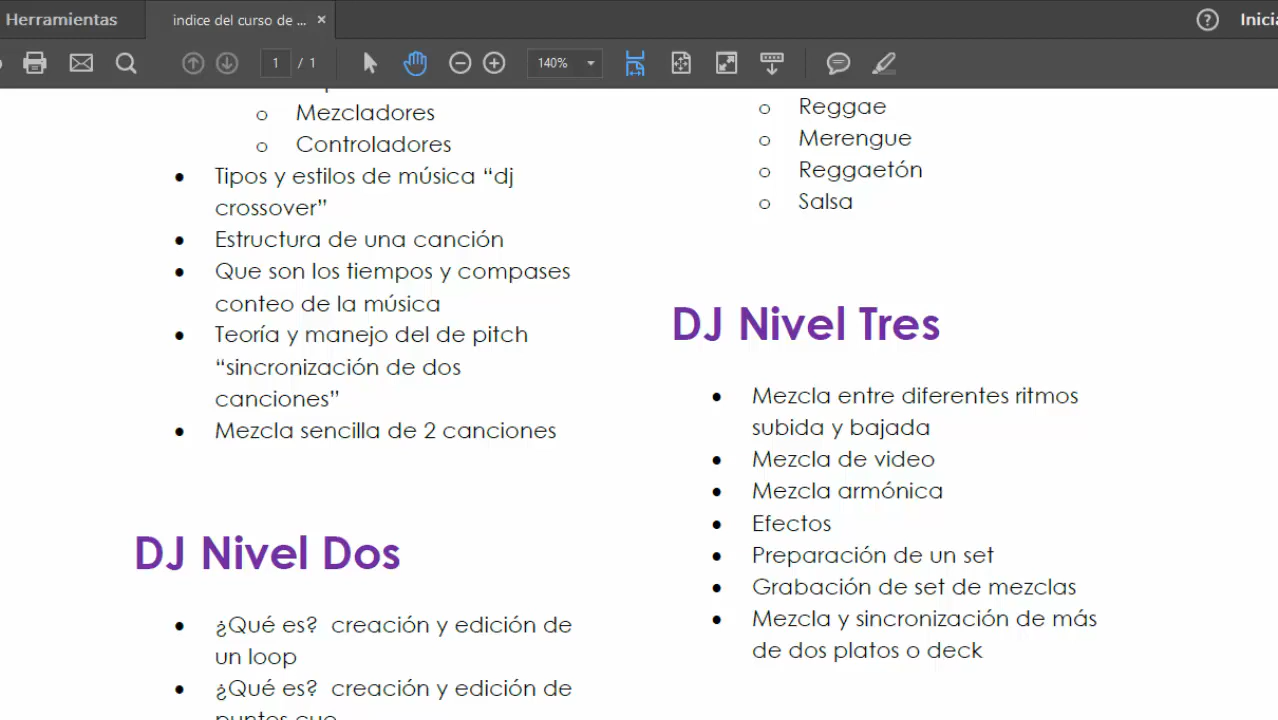 Herramientas
indice del curso de ... ×
Inicia
1 / 1
140%
o Mezcladores
o Controladores
• Tipos y estilos de música “dj
crossover”
• Estructura de una canción
• Que son los tiempos y compases
conteo de la música
• Teoría y manejo del de pitch
“sincronización de dos
canciones”
• Mezcla sencilla de 2 canciones
DJ Nivel Dos
• ¿Qué es?  creación y edición de
un loop
• ¿Qué es?  creación y edición de
puntos cue
o Reggae
o Merengue
o Reggaetón
o Salsa
DJ Nivel Tres
• Mezcla entre diferentes ritmos
subida y bajada
• Mezcla de video
• Mezcla armónica
• Efectos
• Preparación de un set
• Grabación de set de mezclas
• Mezcla y sincronización de más
de dos platos o deck